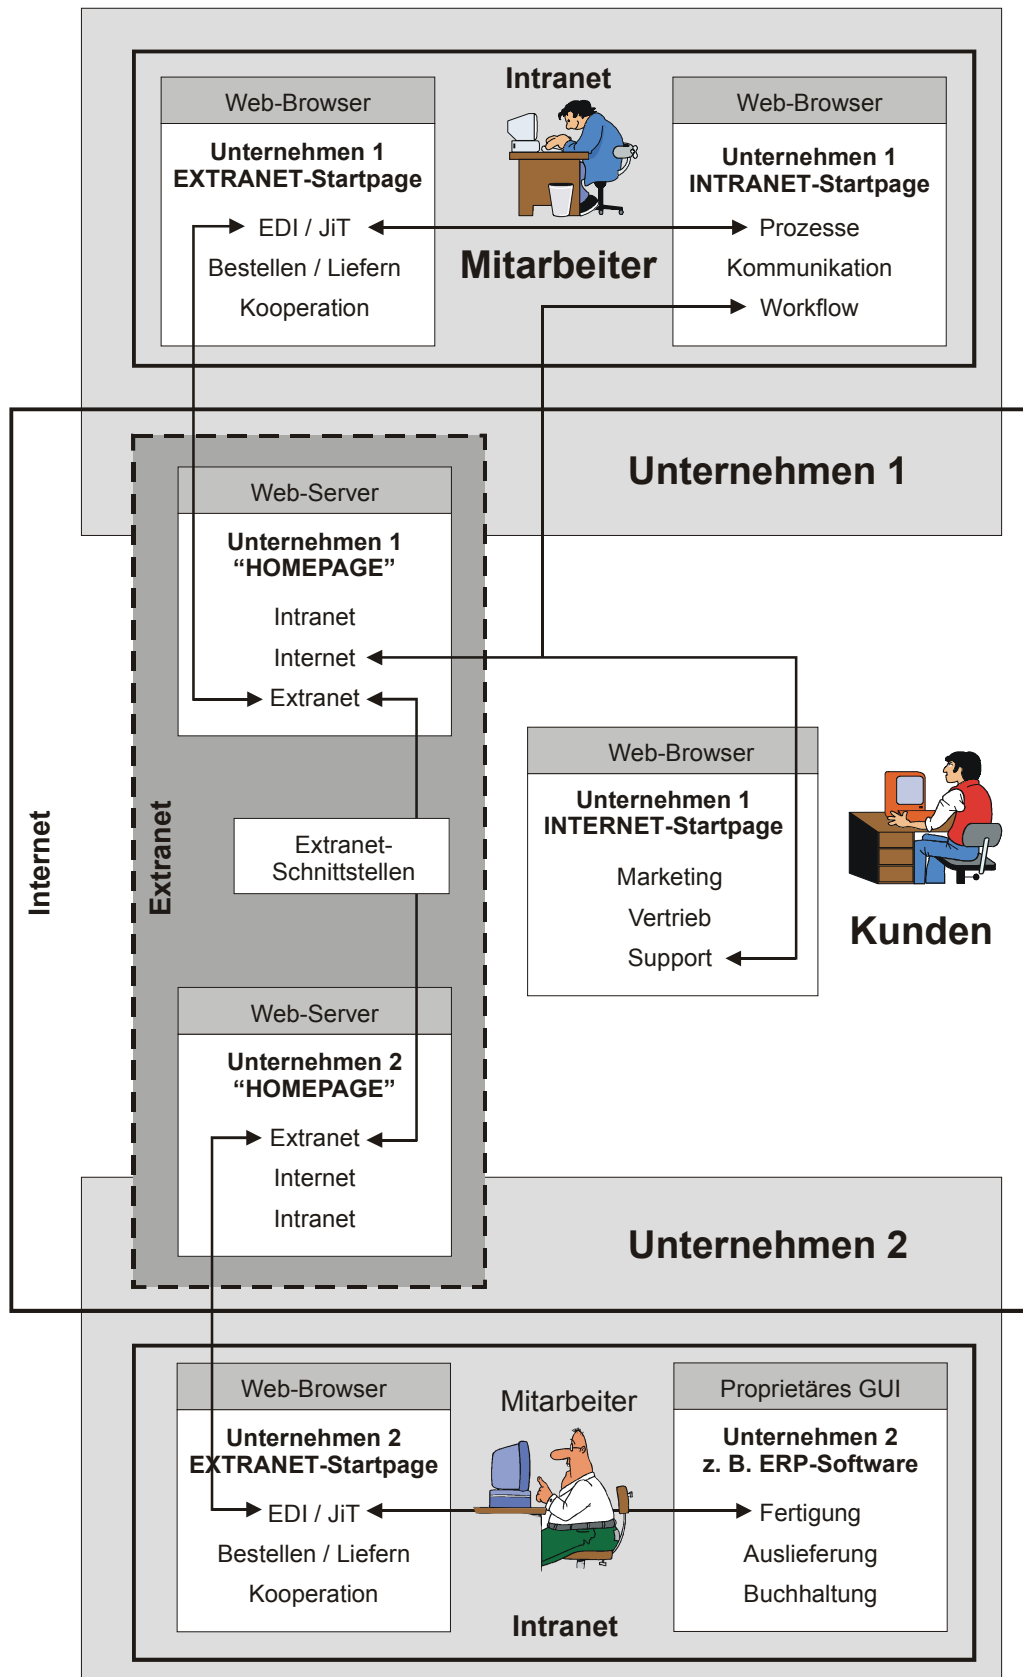 Intranet
Web-Browser
Unternehmen 1
EXTRANET-Startpage
EDI / JiT
Bestellen / Liefern
Kooperation
Mitarbeiter
Web-Browser
Unternehmen 1
INTRANET-Startpage
Prozesse
Kommunikation
Workflow
Unternehmen 1
Internet
Extranet
Web-Server
Unternehmen 1
“HOMEPAGE”
Intranet
Internet
Extranet
Extranet-
Schnittstellen
Web-Browser
Unternehmen 1
INTERNET-Startpage
Marketing
Vertrieb
Support
Kunden
Web-Server
Unternehmen 2
“HOMEPAGE”
Extranet
Internet
Intranet
Unternehmen 2
Web-Browser
Unternehmen 2
EXTRANET-Startpage
EDI / JiT
Bestellen / Liefern
Kooperation
Mitarbeiter
Intranet
Proprietäres GUI
Unternehmen 2
z. B. ERP-Software
Fertigung
Auslieferung
Buchhaltung